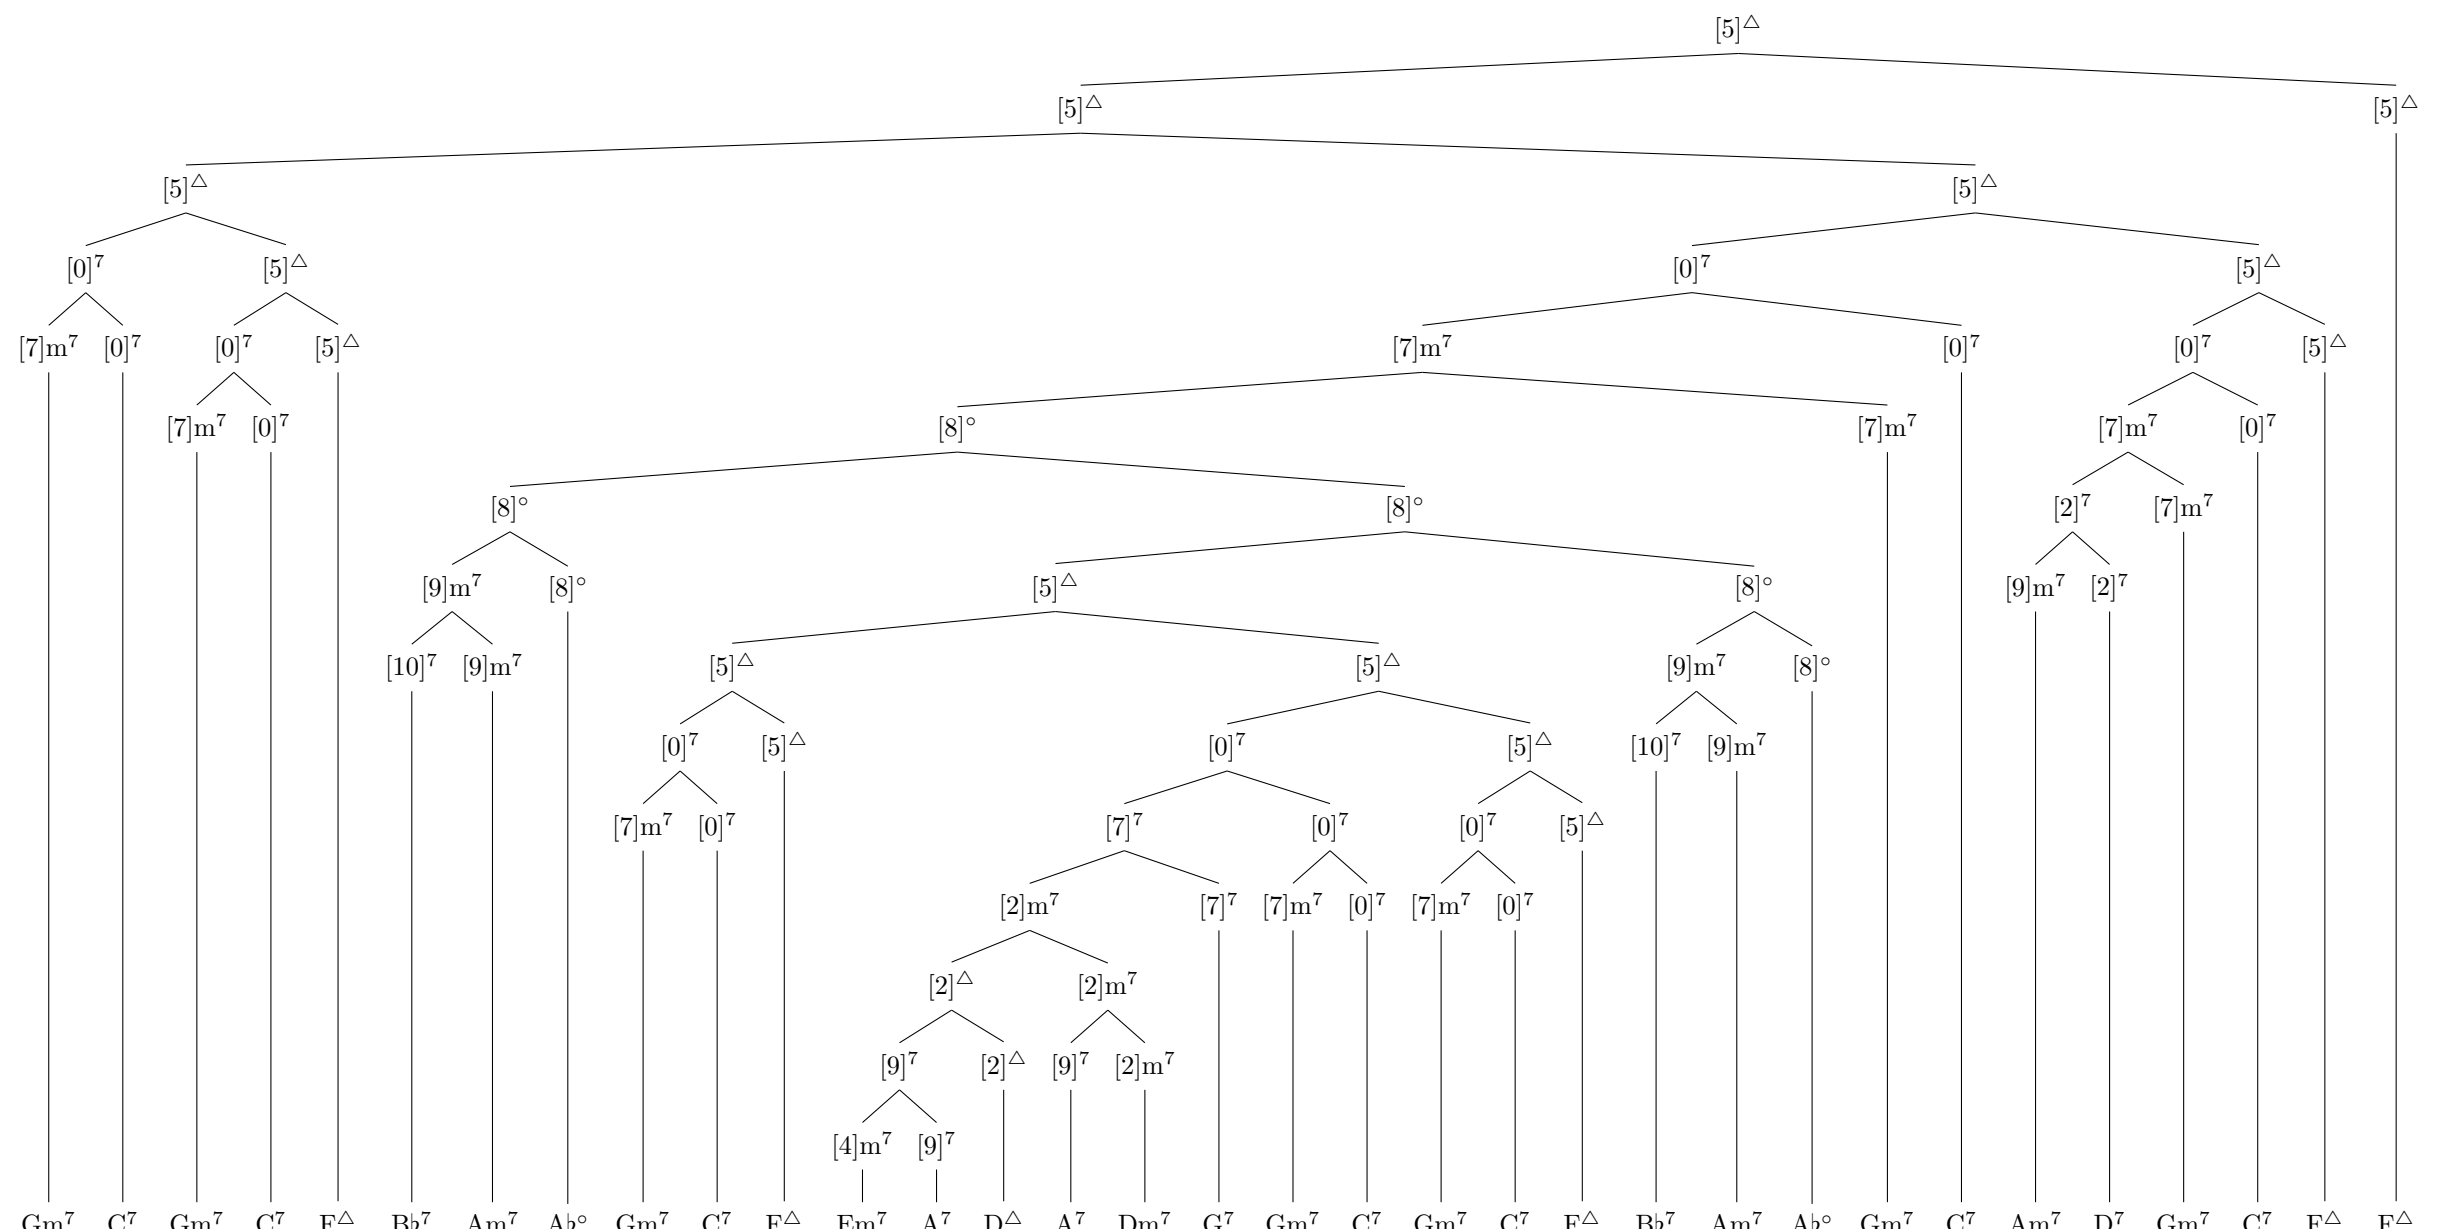 [5]△
[5]△ [5]△
[5]△ [5]△
[0]⁷ [5]△ [0]⁷ [5]△
[7]m⁷ [0]⁷ [0]⁷ [5]△ [7]m⁷ [0]⁷ [0]⁷ [5]△
[7]m⁷ [0]⁷ [8]° [7]m⁷ [7]m⁷ [0]⁷
[8]° [8]° [2]⁷ [7]m⁷
[9]m⁷ [8]° [5]△ [8]° [9]m⁷ [2]⁷
[10]⁷ [9]m⁷ [5]△ [5]△ [9]m⁷ [8]°
[0]⁷ [5]△ [0]⁷ [5]△ [10]⁷ [9]m⁷
[7]m⁷ [0]⁷ [7]⁷ [0]⁷ [0]⁷ [5]△
[2]m⁷ [7]⁷ [7]m⁷ [0]⁷ [7]m⁷ [0]⁷
[2]△ [2]m⁷
[9]⁷ [2]△ [9]⁷ [2]m⁷
[4]m⁷ [9]⁷
Gm⁷ C⁷ Gm⁷ C⁷ F△ B♭⁷ Am⁷ A♭° Gm⁷ C⁷ F△ Em⁷ A⁷ D△ A⁷ Dm⁷ G⁷ Gm⁷ C⁷ Gm⁷ C⁷ F△ B♭⁷ Am⁷ A♭° Gm⁷ C⁷ Am⁷ D⁷ Gm⁷ C⁷ F△ F△